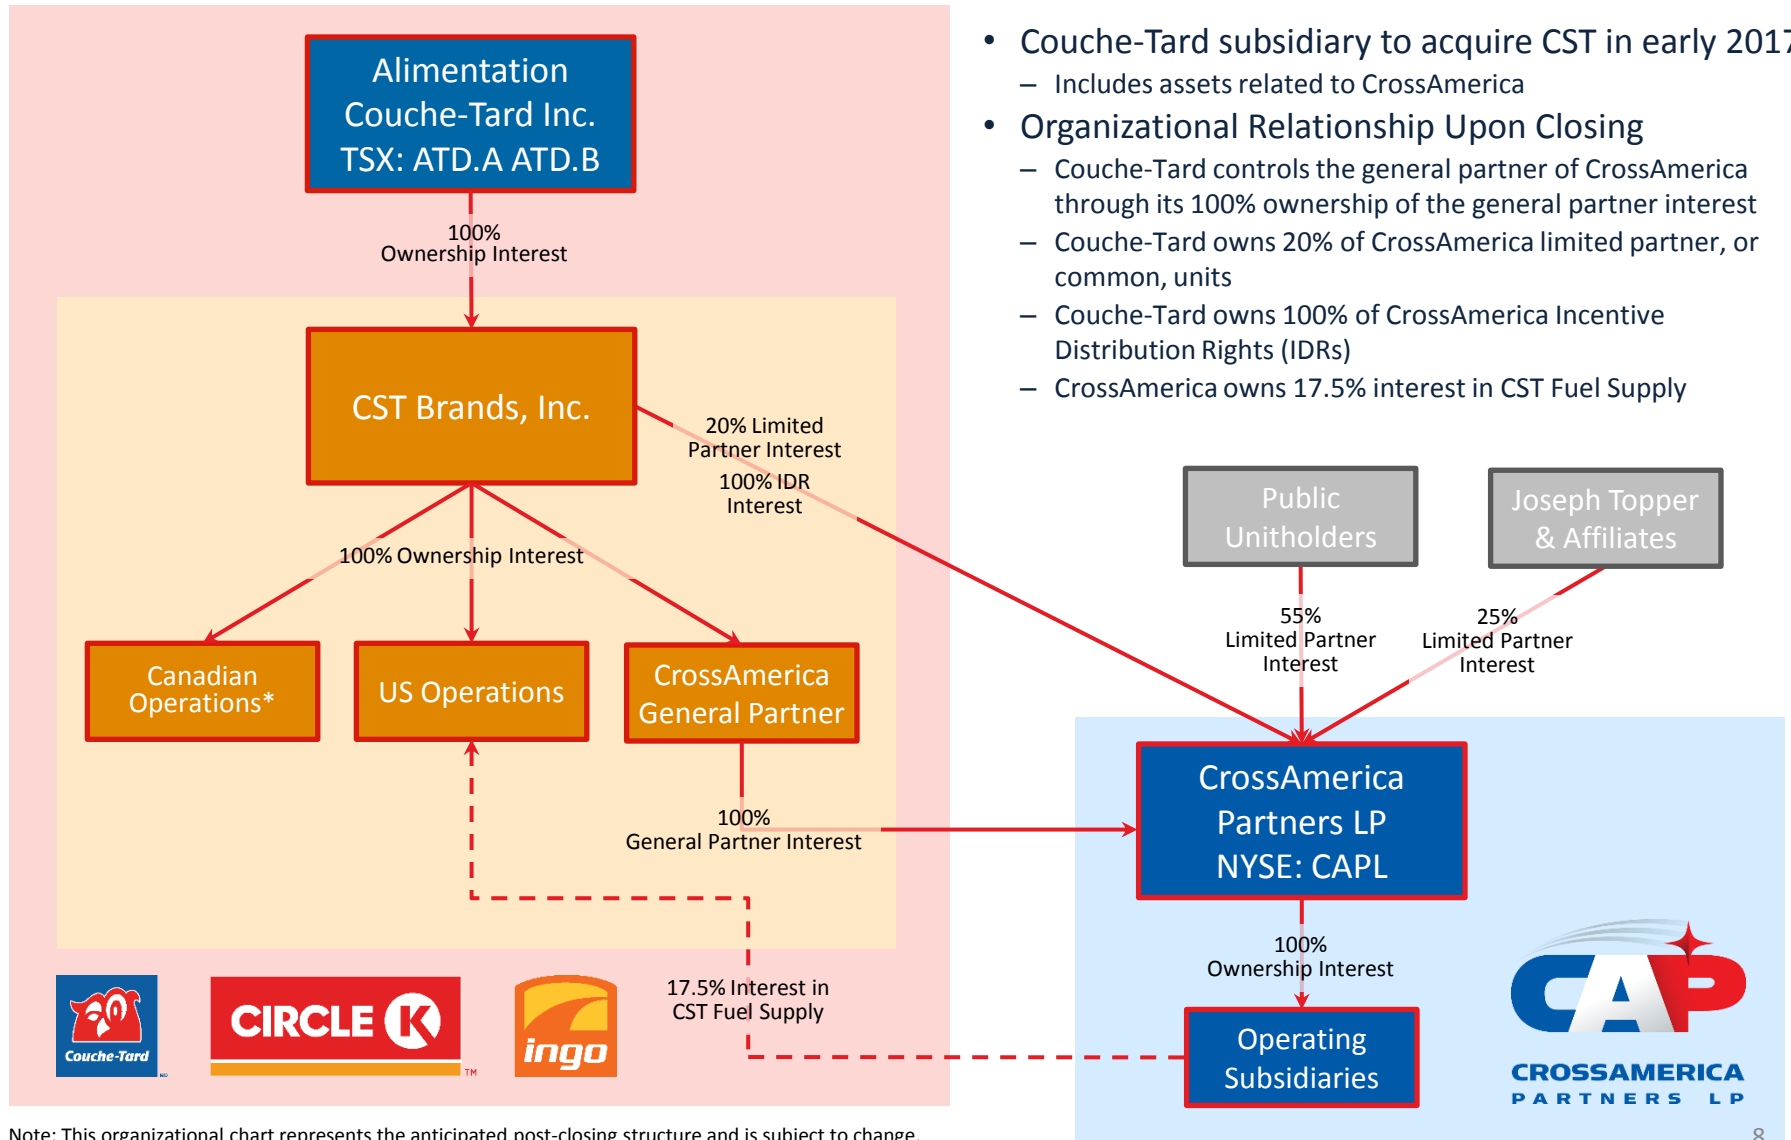 Alimentation
Couche-Tard Inc.
TSX: ATD.A ATD.B
100%
Ownership Interest
CST Brands, Inc.
20% Limited
Partner Interest
100% IDR
Interest
100% Ownership Interest
Canadian
Operations*
US Operations
CrossAmerica
General Partner
100%
General Partner Interest
17.5% Interest in
CST Fuel Supply
Couche-Tard
MD
CIRCLE K
TM
ingo
• Couche-Tard subsidiary to acquire CST in early 2017
– Includes assets related to CrossAmerica
• Organizational Relationship Upon Closing
– Couche-Tard controls the general partner of CrossAmerica
through its 100% ownership of the general partner interest
– Couche-Tard owns 20% of CrossAmerica limited partner, or
common, units
– Couche-Tard owns 100% of CrossAmerica Incentive
Distribution Rights (IDRs)
– CrossAmerica owns 17.5% interest in CST Fuel Supply
Public
Unitholders
Joseph Topper
& Affiliates
55%
Limited Partner
Interest
25%
Limited Partner
Interest
CrossAmerica
Partners LP
NYSE: CAPL
100%
Ownership Interest
Operating
Subsidiaries
CAP
CROSSAMERICA
PARTNERS LP
Note: This organizational chart represents the anticipated post-closing structure and is subject to change.
8